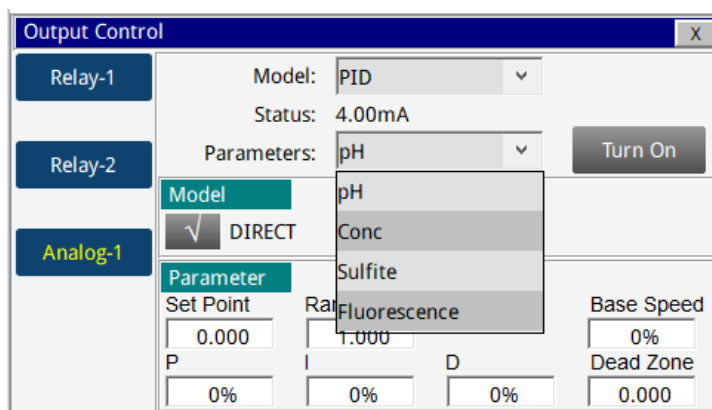 Output Control
X
Relay-1
Relay-2
Analog-1
Model: PID
Status: 4.00mA
Parameters: pH
Turn On
pH
Conc
Sulfite
Fluorescence
Model
√ DIRECT
Parameter
Set Point Base Speed
0.000 1.000 0%
P I D Dead Zone
0% 0% 0% 0.000